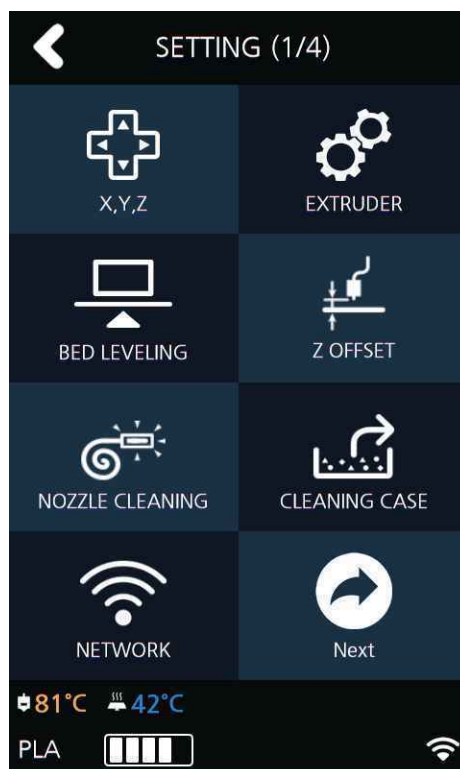 SETTING (1/4)
X,Y,Z
EXTRUDER
BED LEVELING
Z OFFSET
NOZZLE CLEANING
CLEANING CASE
NETWORK
Next
81°C 42°C
PLA